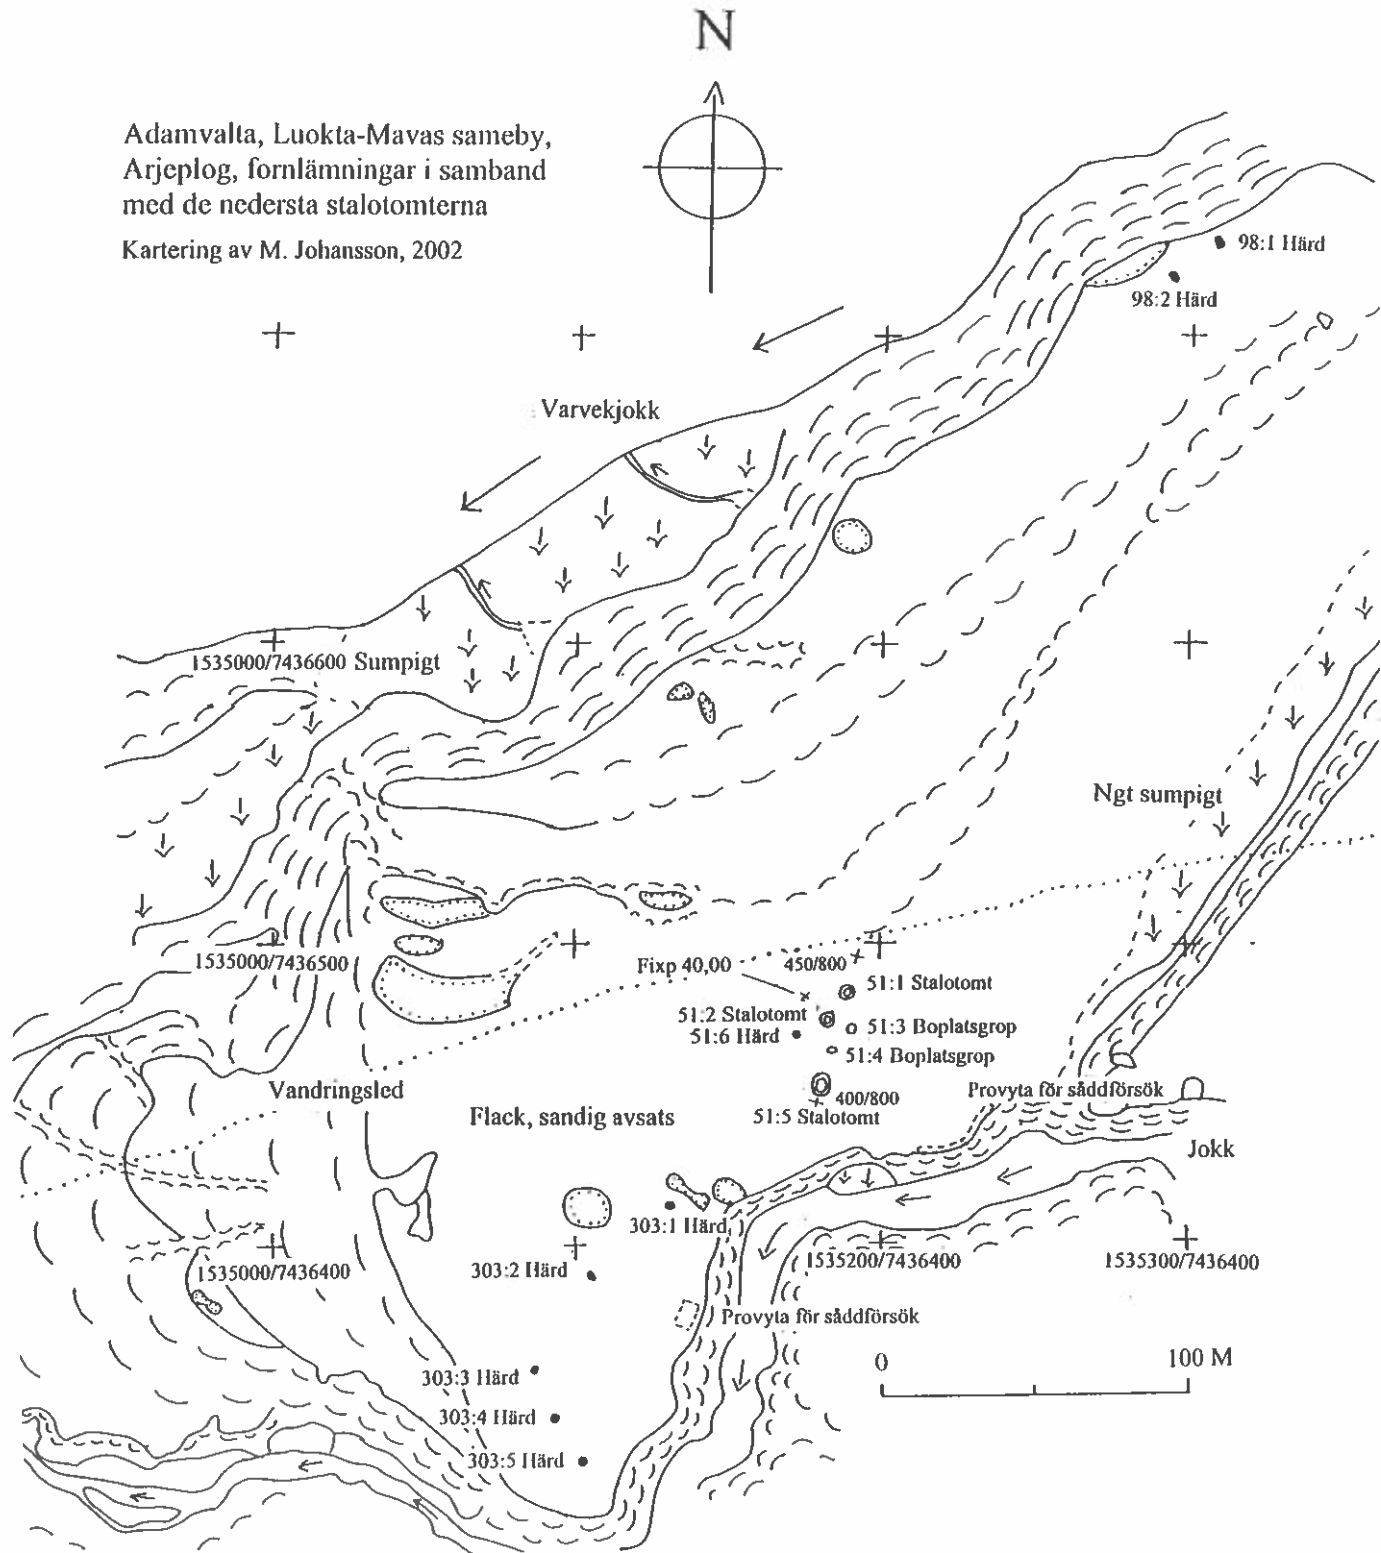 N
Adamvalta, Luokta-Mavas sameby,
Arjeplog, fornlämningar i samband
med de nedersta stalotomterna
Kartering av M. Johansson, 2002
98:1 Härd
98:2 Härd
Varvekjokk
1535000/7436600 Sumpigt
Ngt sumpigt
1535000/7436500
Fixp 40,00
450/800
51:1 Stalotomt
51:2 Stalotomt
51:3 Boplatsgrop
51:6 Härd
51:4 Boplatsgrop
Vandringsled
Provyta för såddförsök
400/800
Flack, sandig avsats
51:5 Stalotomt
Jokk
303:1 Härd
1535000/7436400
303:2 Härd
1535200/7436400
1535300/7436400
Provyta för såddförsök
0
100 M
303:3 Härd
303:4 Härd
303:5 Härd